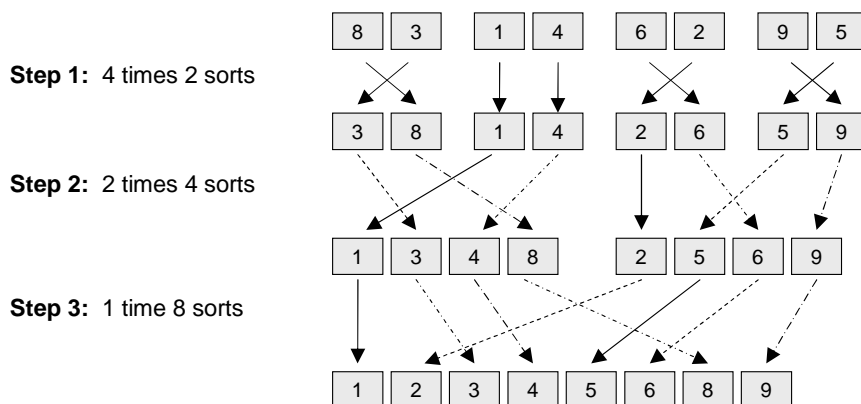 8 3 1 4 6 2 9 5
Step 1: 4 times 2 sorts
3 8 1 4 2 6 5 9
Step 2: 2 times 4 sorts
1 3 4 8 2 5 6 9
Step 3: 1 time 8 sorts
1 2 3 4 5 6 8 9